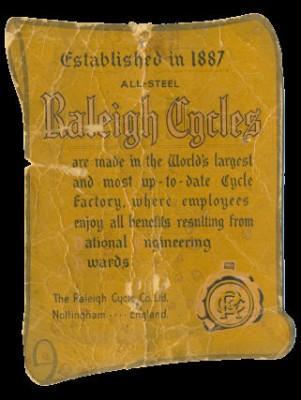 Established in 1887
ALL-STEEL
Raleigh Cycles
are made in the World's largest
and most up-to-date Cycle
Factory, where employees
enjoy all benefits resulting from
ational ngineering
wards
The Raleigh Cycle Co. Ltd.
Nottingham ···· England.